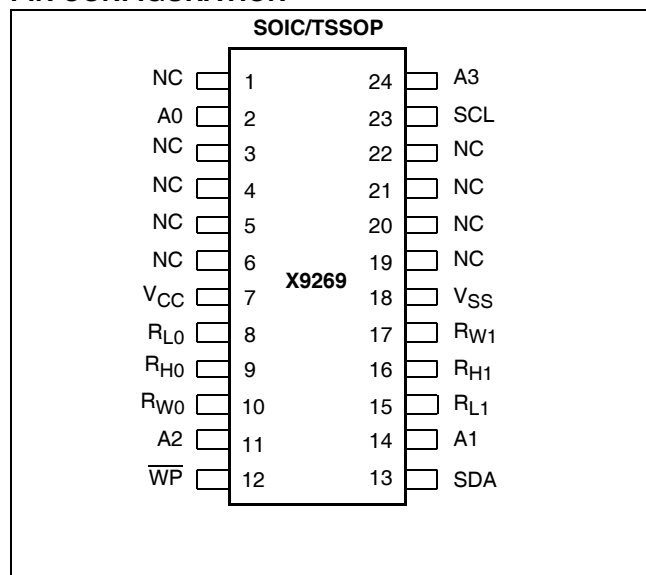 SOIC/TSSOP
NC 1 24 A3
A0 2 23 SCL
NC 3 22 NC
NC 4 21 NC
NC 5 20 NC
NC 6 19 NC
X9269
VCC 7 18 VSS
RL0 8 17 RW1
RH0 9 16 RH1
RW0 10 15 RL1
A2 11 14 A1
WP 12 13 SDA